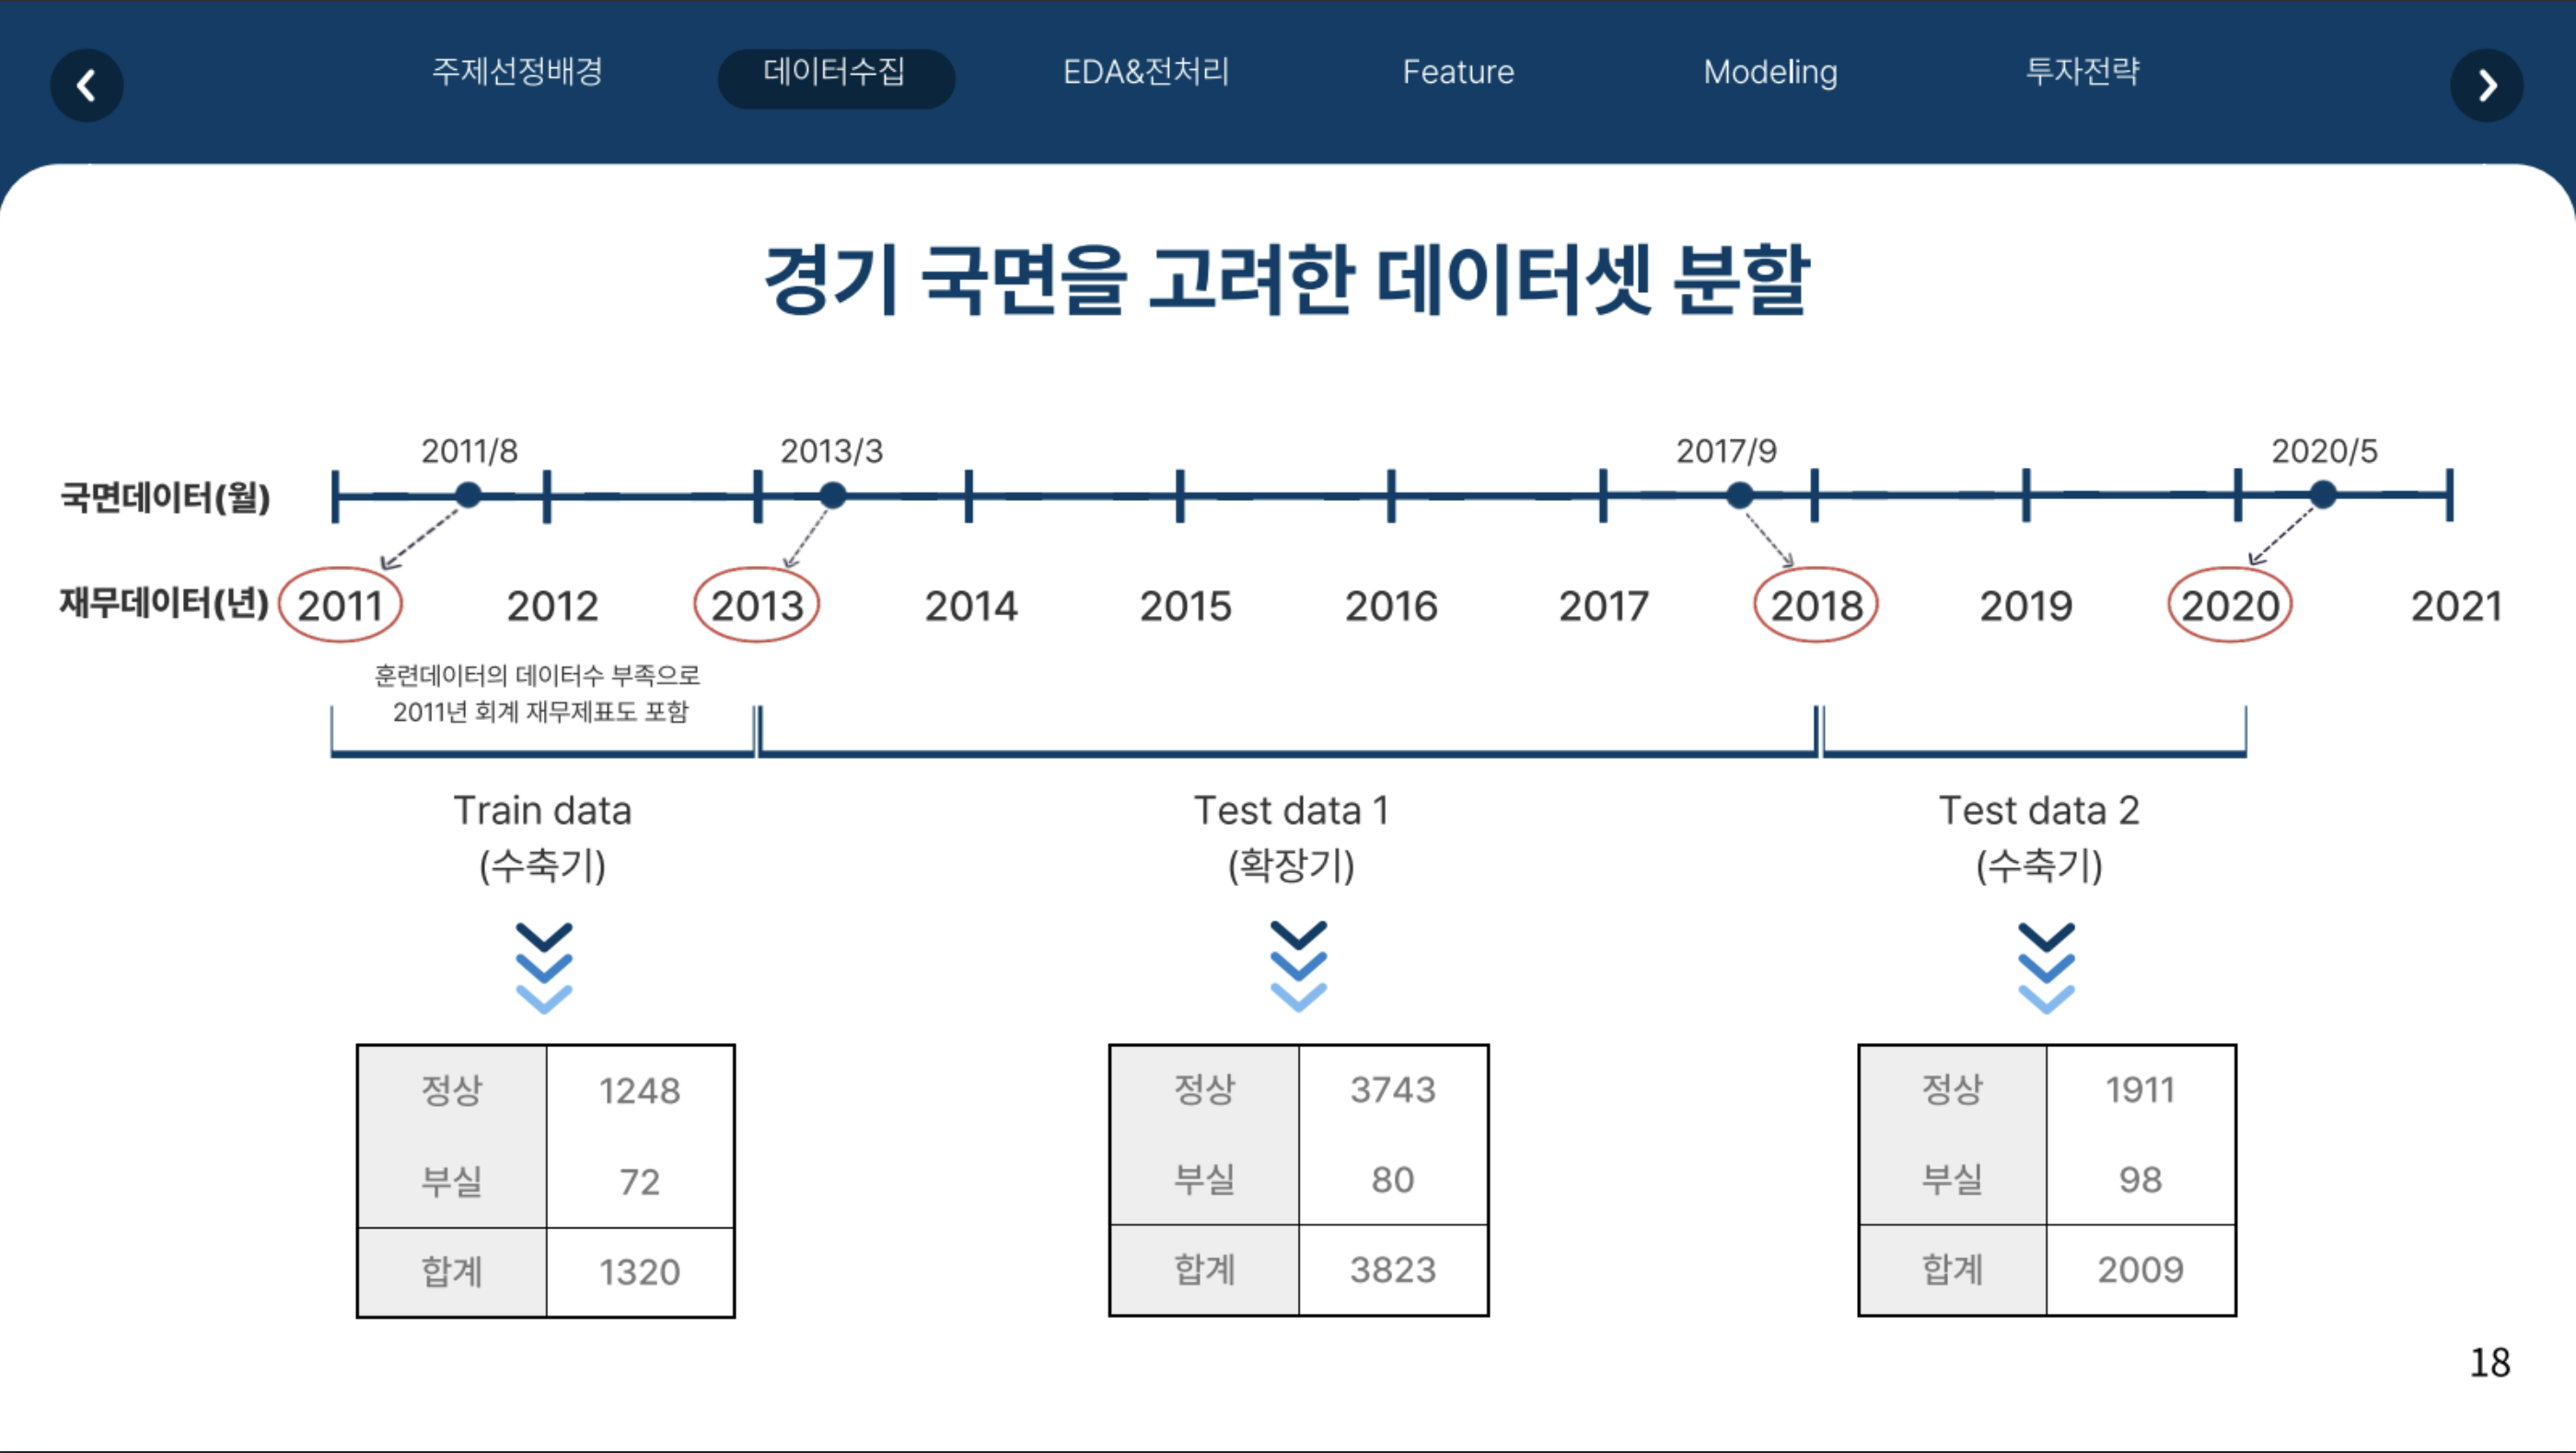 주제선정배경 데이터수집 EDA&전처리 Feature Modeling 투자전략
경기 국면을 고려한 데이터셋 분할
2011/8 2013/3 2017/9 2020/5
국면데이터(월)
재무데이터(년) 2011 2012 2013 2014 2015 2016 2017 2018 2019 2020 2021
훈련데이터의 데이터수 부족으로
2011년 회계 재무제표도 포함
Train data
(수축기)
Test data 1
(확장기)
Test data 2
(수축기)
정상 1248
부실 72
합계 1320
정상 3743
부실 80
합계 3823
정상 1911
부실 98
합계 2009
18